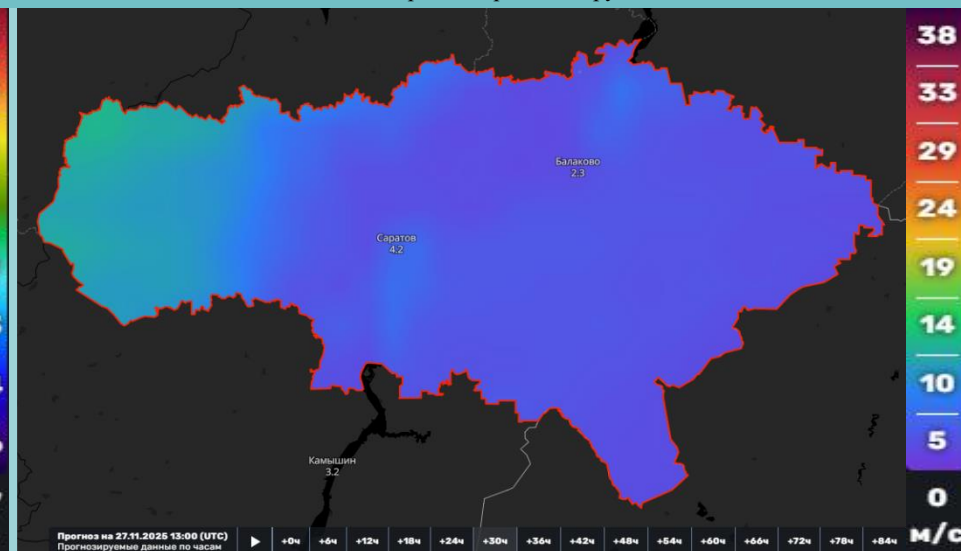 38
33
29
24
19
14
10
5
0
м/с
Балаково
2.3
Саратов
4.2
Камышин
3.2
Прогноз на 27.11.2025 13:00 (UTC)
Прогнозируемые данные по часам
+0ч +6ч +12ч +18ч +24ч +30ч +36ч +42ч +48ч +54ч +60ч +66ч +72ч +78ч +84ч